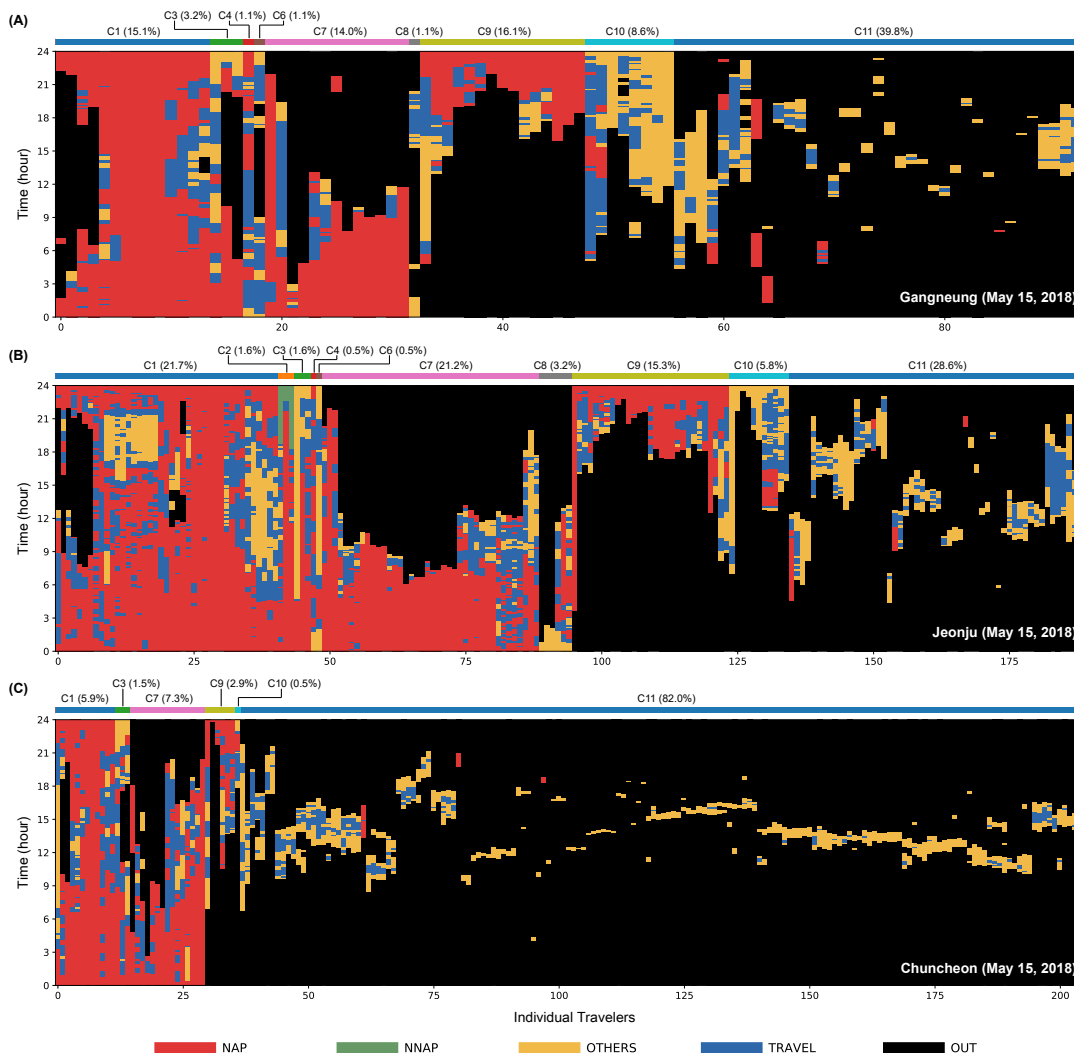 (A)
C3 (3.2%) C4 (1.1%) C6 (1.1%)
C1 (15.1%) C7 (14.0%) C8 (1.1%) C9 (16.1%) C10 (8.6%) C11 (39.8%)
24
21
18
15
12
9
6
3
0
Time (hour)
Gangneung (May 15, 2018)
0 20 40 60 80
(B)
C2 (1.6%) C3 (1.6%) C4 (0.5%) C6 (0.5%)
C1 (21.7%) C7 (21.2%) C8 (3.2%) C9 (15.3%) C10 (5.8%) C11 (28.6%)
24
21
18
15
12
9
6
3
0
Time (hour)
Jeonju (May 15, 2018)
0 25 50 75 100 125 150 175
(C)
C3 (1.5%) C9 (2.9%) C10 (0.5%)
C1 (5.9%) C7 (7.3%) C11 (82.0%)
24
21
18
15
12
9
6
3
0
Time (hour)
Chuncheon (May 15, 2018)
0 25 50 75 100 125 150 175 200
Individual Travelers
NAP NNAP OTHERS TRAVEL OUT